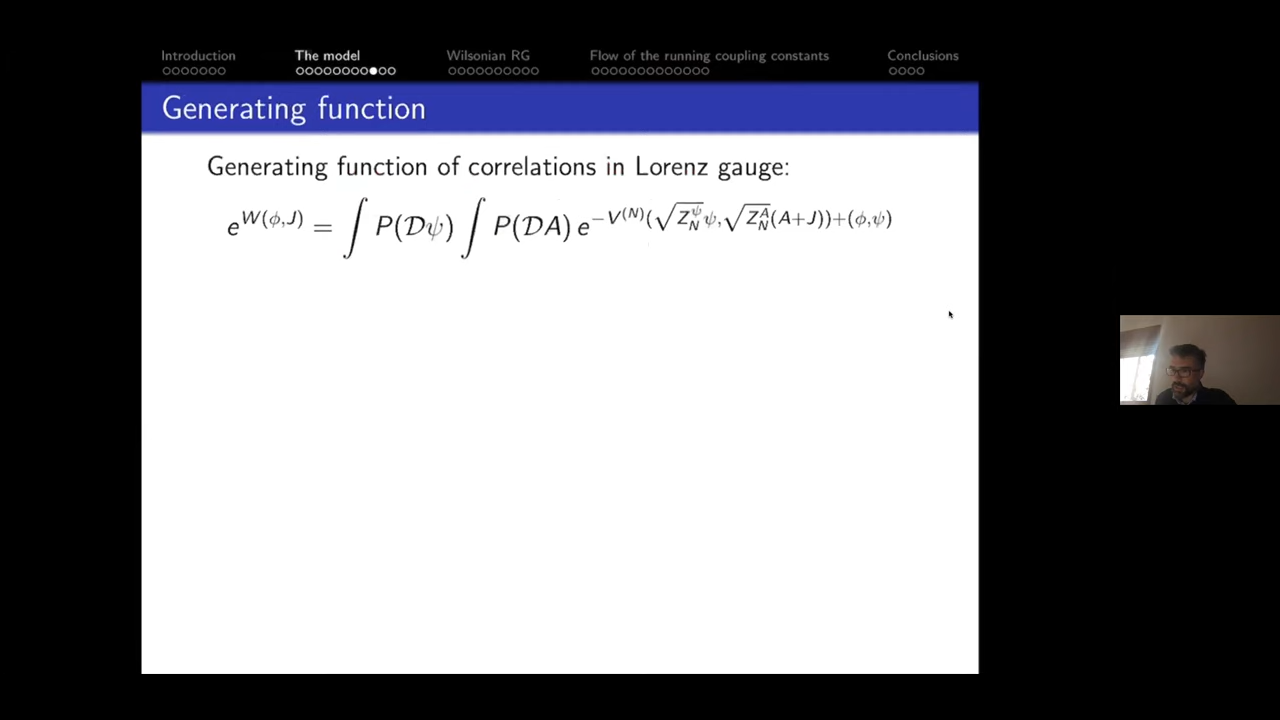 Introduction The model Wilsonian RG Flow of the running coupling constants Conclusions
Generating function
Generating function of correlations in Lorenz gauge:
e^{W(ϕ,J)} = ∫ P(𝒟ψ) ∫ P(𝒟A) e^{−V^{(N)}(√{Z_N^ψ}ψ,√{Z_N^A}(A+J))+(ϕ,ψ)}